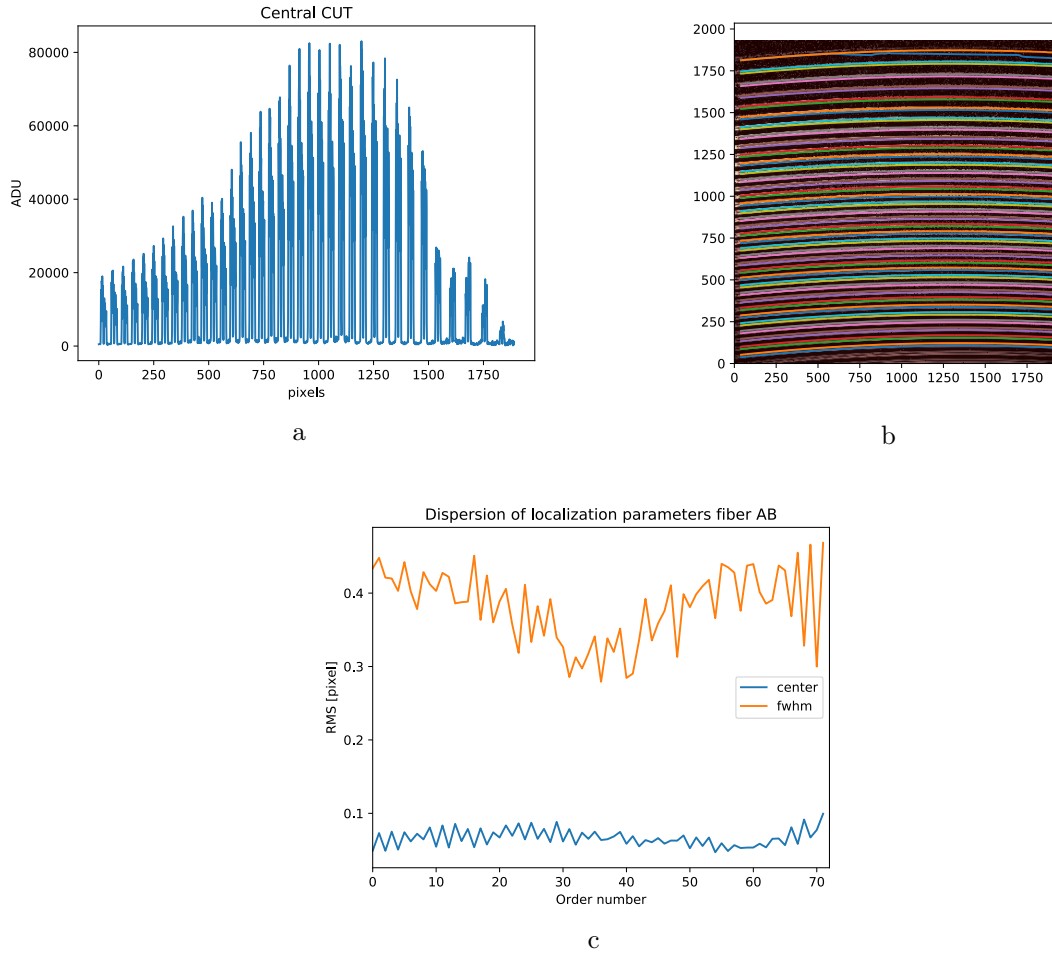 Central CUT
80000
60000
40000
20000
0
ADU
0 250 500 750 1000 1250 1500 1750
pixels
a
2000
1750
1500
1250
1000
750
500
250
0
0 250 500 750 1000 1250 1500 1750
b
Dispersion of localization parameters fiber AB
0.4
0.3
0.2
0.1
RMS [pixel]
center
fwhm
0 10 20 30 40 50 60 70
Order number
c